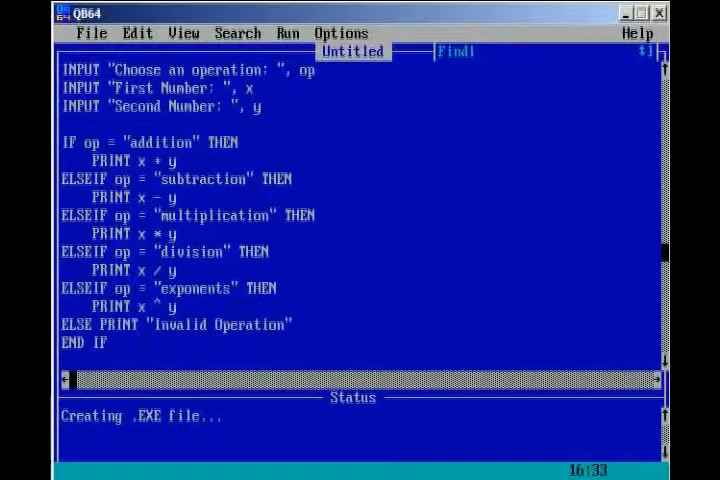 QB64
File Edit View Search Run Options Help
Untitled Find[
INPUT "Choose an operation: ", op
INPUT "First Number: ", x
INPUT "Second Number: ", y
IF op = "addition" THEN
PRINT x + y
ELSEIF op = "subtraction" THEN
PRINT x - y
ELSEIF op = "multiplication" THEN
PRINT x * y
ELSEIF op = "division" THEN
PRINT x / y
ELSEIF op = "exponents" THEN
PRINT x ^ y
ELSE PRINT "Invalid Operation"
END IF
Status
Creating .EXE file...
16:33